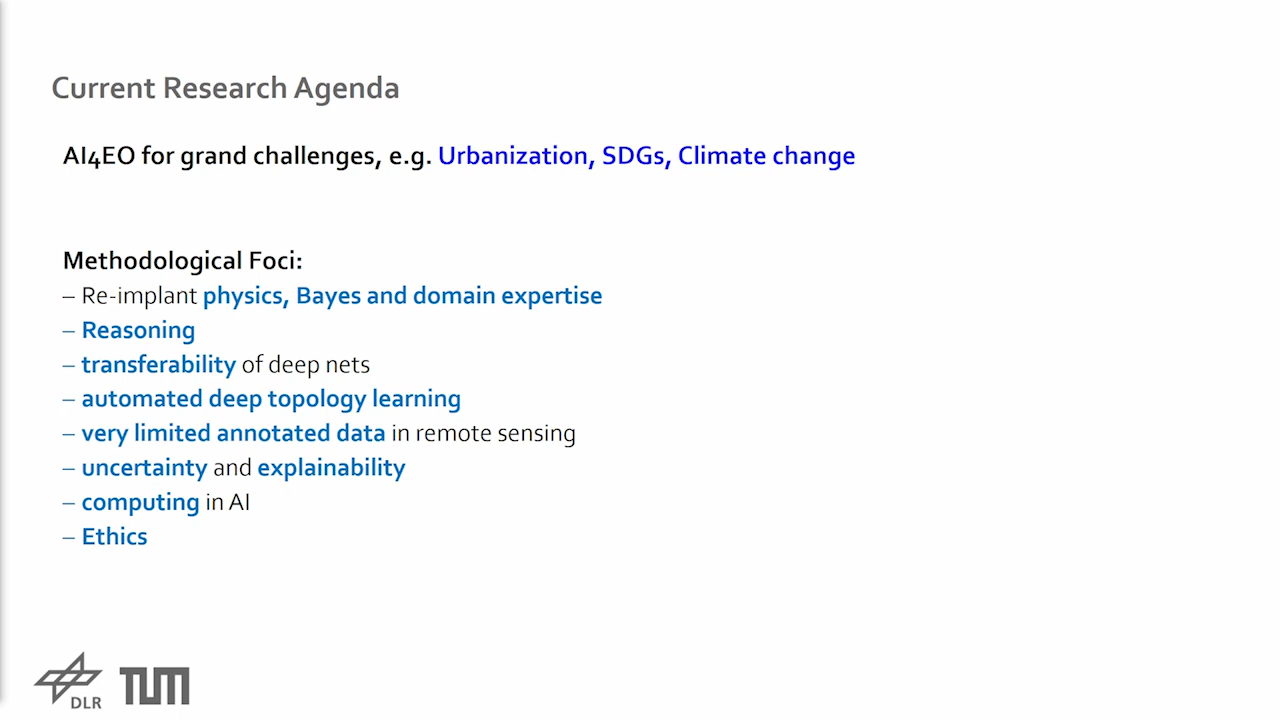 Current Research Agenda
AI4EO for grand challenges, e.g. Urbanization, SDGs, Climate change
Methodological Foci:
– Re-implant physics, Bayes and domain expertise
– Reasoning
– transferability of deep nets
– automated deep topology learning
– very limited annotated data in remote sensing
– uncertainty and explainability
– computing in AI
– Ethics
DLR TUM